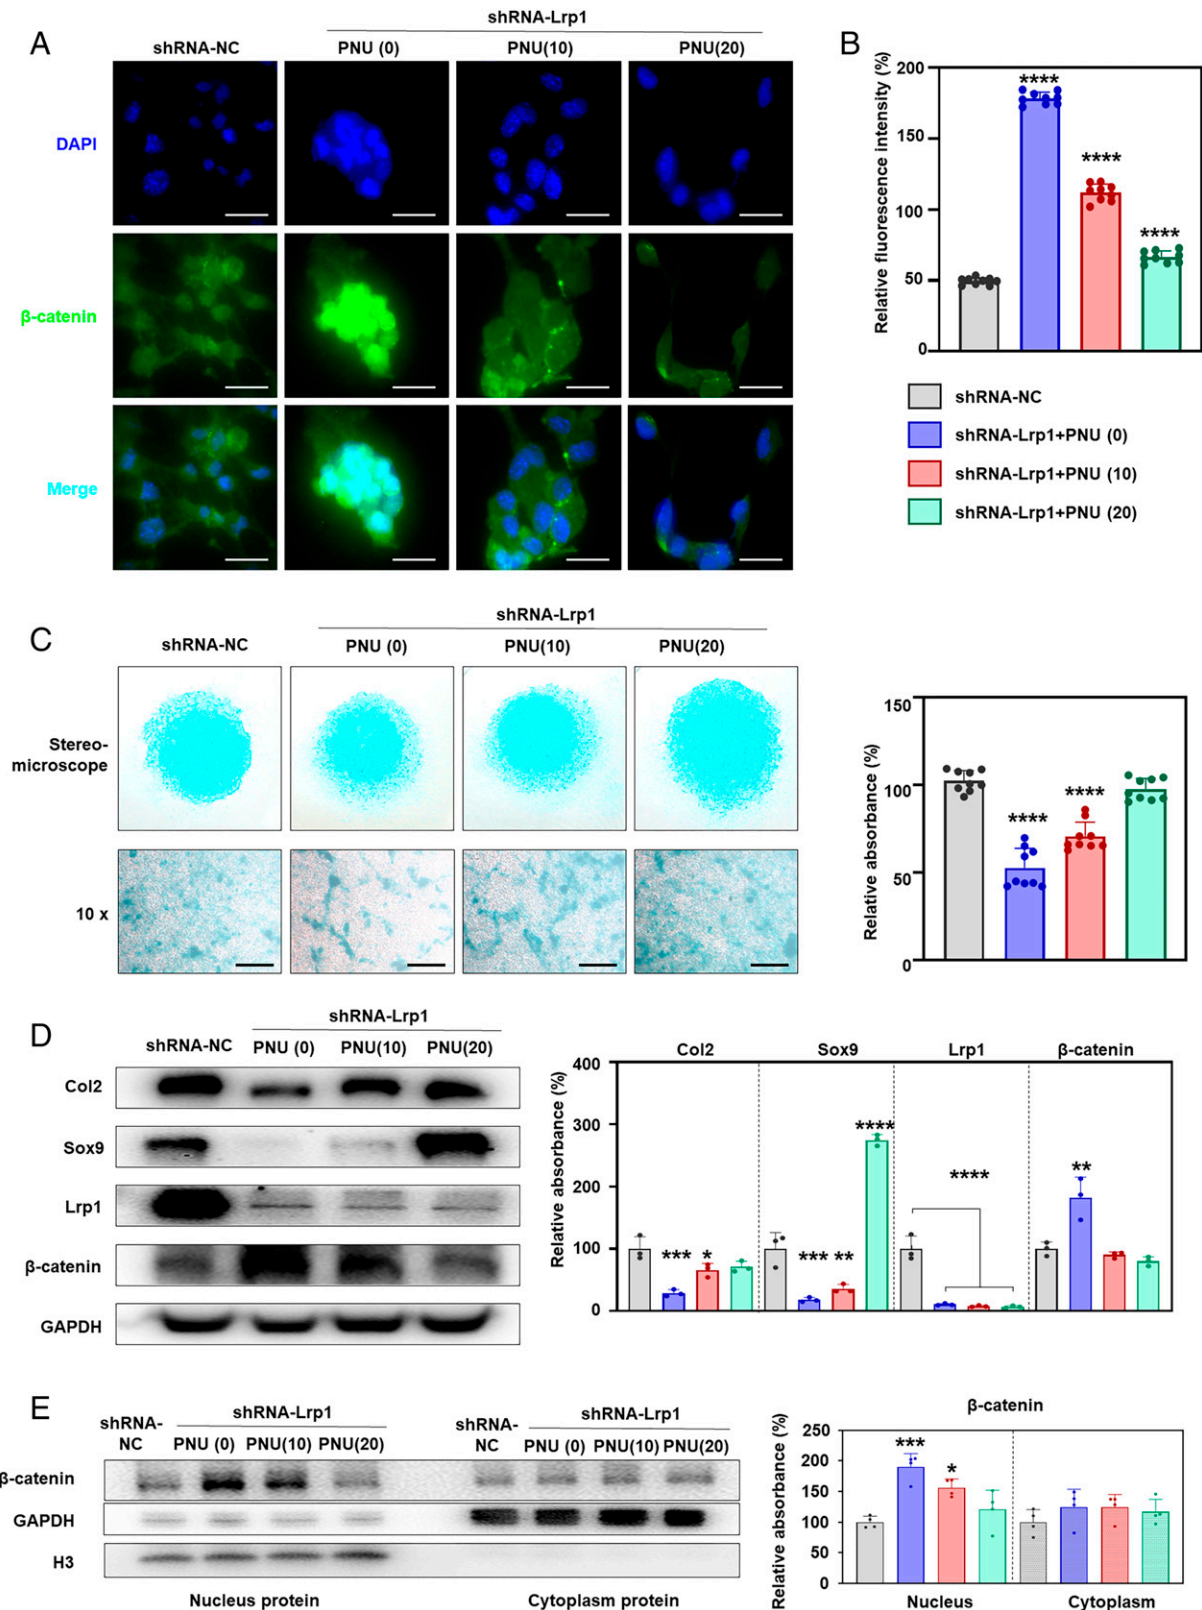 A
shRNA-Lrp1
shRNA-NC PNU (0) PNU(10) PNU(20)
DAPI
β-catenin
Merge
B
Relative fluorescence intensity (%)
200
150
100
50
0
****
****
****
shRNA-NC
shRNA-Lrp1+PNU (0)
shRNA-Lrp1+PNU (10)
shRNA-Lrp1+PNU (20)
C
shRNA-Lrp1
shRNA-NC PNU (0) PNU(10) PNU(20)
Stereo-
microscope
10 x
Relative absorbance (%)
150
100
50
0
****
****
D
shRNA-Lrp1
shRNA-NC PNU (0) PNU(10) PNU(20)
Col2
Sox9
Lrp1
β-catenin
GAPDH
Col2 Sox9 Lrp1 β-catenin
Relative absorbance (%)
400
300
200
100
0
*** * *** ** **** **** **
E
shRNA-
NC
shRNA-Lrp1
PNU (0) PNU(10) PNU(20)
shRNA-
NC
shRNA-Lrp1
PNU (0) PNU(10) PNU(20)
β-catenin
GAPDH
H3
Nucleus protein Cytoplasm protein
β-catenin
Relative absorbance (%)
250
200
150
100
50
0
*** *
Nucleus Cytoplasm